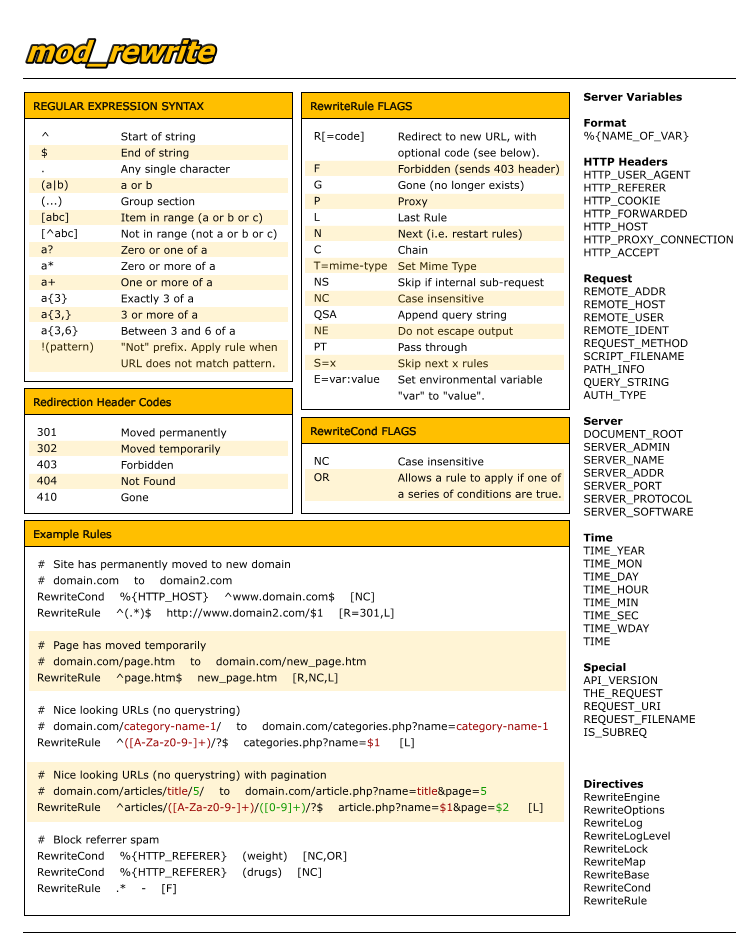 mod_rewrite
REGULAR EXPRESSION SYNTAX
^ Start of string
$ End of string
. Any single character
(a|b) a or b
(...) Group section
[abc] Item in range (a or b or c)
[^abc] Not in range (not a or b or c)
a? Zero or one of a
a* Zero or more of a
a+ One or more of a
a{3} Exactly 3 of a
a{3,} 3 or more of a
a{3,6} Between 3 and 6 of a
!(pattern) "Not" prefix. Apply rule when
URL does not match pattern.
Redirection Header Codes
301 Moved permanently
302 Moved temporarily
403 Forbidden
404 Not Found
410 Gone
RewriteRule FLAGS
R[=code] Redirect to new URL, with
optional code (see below).
F Forbidden (sends 403 header)
G Gone (no longer exists)
P Proxy
L Last Rule
N Next (i.e. restart rules)
C Chain
T=mime-type Set Mime Type
NS Skip if internal sub-request
NC Case insensitive
QSA Append query string
NE Do not escape output
PT Pass through
S=x Skip next x rules
E=var:value Set environmental variable
"var" to "value".
RewriteCond FLAGS
NC Case insensitive
OR Allows a rule to apply if one of
a series of conditions are true.
Example Rules
# Site has permanently moved to new domain
# domain.com to domain2.com
RewriteCond %{HTTP_HOST} ^www.domain.com$ [NC]
RewriteRule ^(.*)$ http://www.domain2.com/$1 [R=301,L]
# Page has moved temporarily
# domain.com/page.htm to domain.com/new_page.htm
RewriteRule ^page.htm$ new_page.htm [R,NC,L]
# Nice looking URLs (no querystring)
# domain.com/category-name-1/ to domain.com/categories.php?name=category-name-1
RewriteRule ^([A-Za-z0-9-]+)/?$ categories.php?name=$1 [L]
# Nice looking URLs (no querystring) with pagination
# domain.com/articles/title/5/ to domain.com/article.php?name=title&page=5
RewriteRule ^articles/([A-Za-z0-9-]+)/([0-9]+)/?$ article.php?name=$1&page=$2 [L]
# Block referrer spam
RewriteCond %{HTTP_REFERER} (weight) [NC,OR]
RewriteCond %{HTTP_REFERER} (drugs) [NC]
RewriteRule .* - [F]
Server Variables
Format
%{NAME_OF_VAR}
HTTP Headers
HTTP_USER_AGENT
HTTP_REFERER
HTTP_COOKIE
HTTP_FORWARDED
HTTP_HOST
HTTP_PROXY_CONNECTION
HTTP_ACCEPT
Request
REMOTE_ADDR
REMOTE_HOST
REMOTE_USER
REMOTE_IDENT
REQUEST_METHOD
SCRIPT_FILENAME
PATH_INFO
QUERY_STRING
AUTH_TYPE
Server
DOCUMENT_ROOT
SERVER_ADMIN
SERVER_NAME
SERVER_ADDR
SERVER_PORT
SERVER_PROTOCOL
SERVER_SOFTWARE
Time
TIME_YEAR
TIME_MON
TIME_DAY
TIME_HOUR
TIME_MIN
TIME_SEC
TIME_WDAY
TIME
Special
API_VERSION
THE_REQUEST
REQUEST_URI
REQUEST_FILENAME
IS_SUBREQ
Directives
RewriteEngine
RewriteOptions
RewriteLog
RewriteLogLevel
RewriteLock
RewriteMap
RewriteBase
RewriteCond
RewriteRule